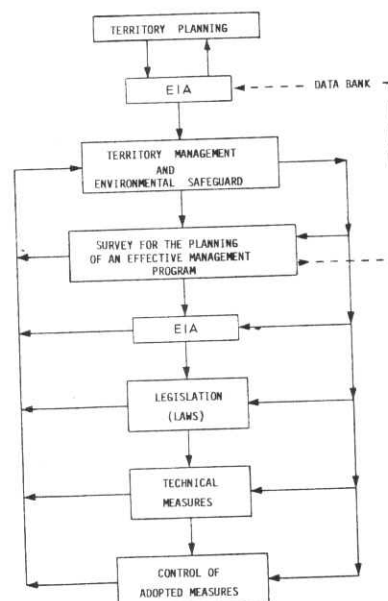 TERRITORY PLANNING
EIA
DATA BANK
TERRITORY MANAGEMENT
AND
ENVIRONMENTAL SAFEGUARD
SURVEY FOR THE PLANNING
OF AN EFFECTIVE MANAGEMENT
PROGRAM
EIA
LEGISLATION
(LAWS)
TECHNICAL
MEASURES
CONTROL OF
ADOPTED MEASURES